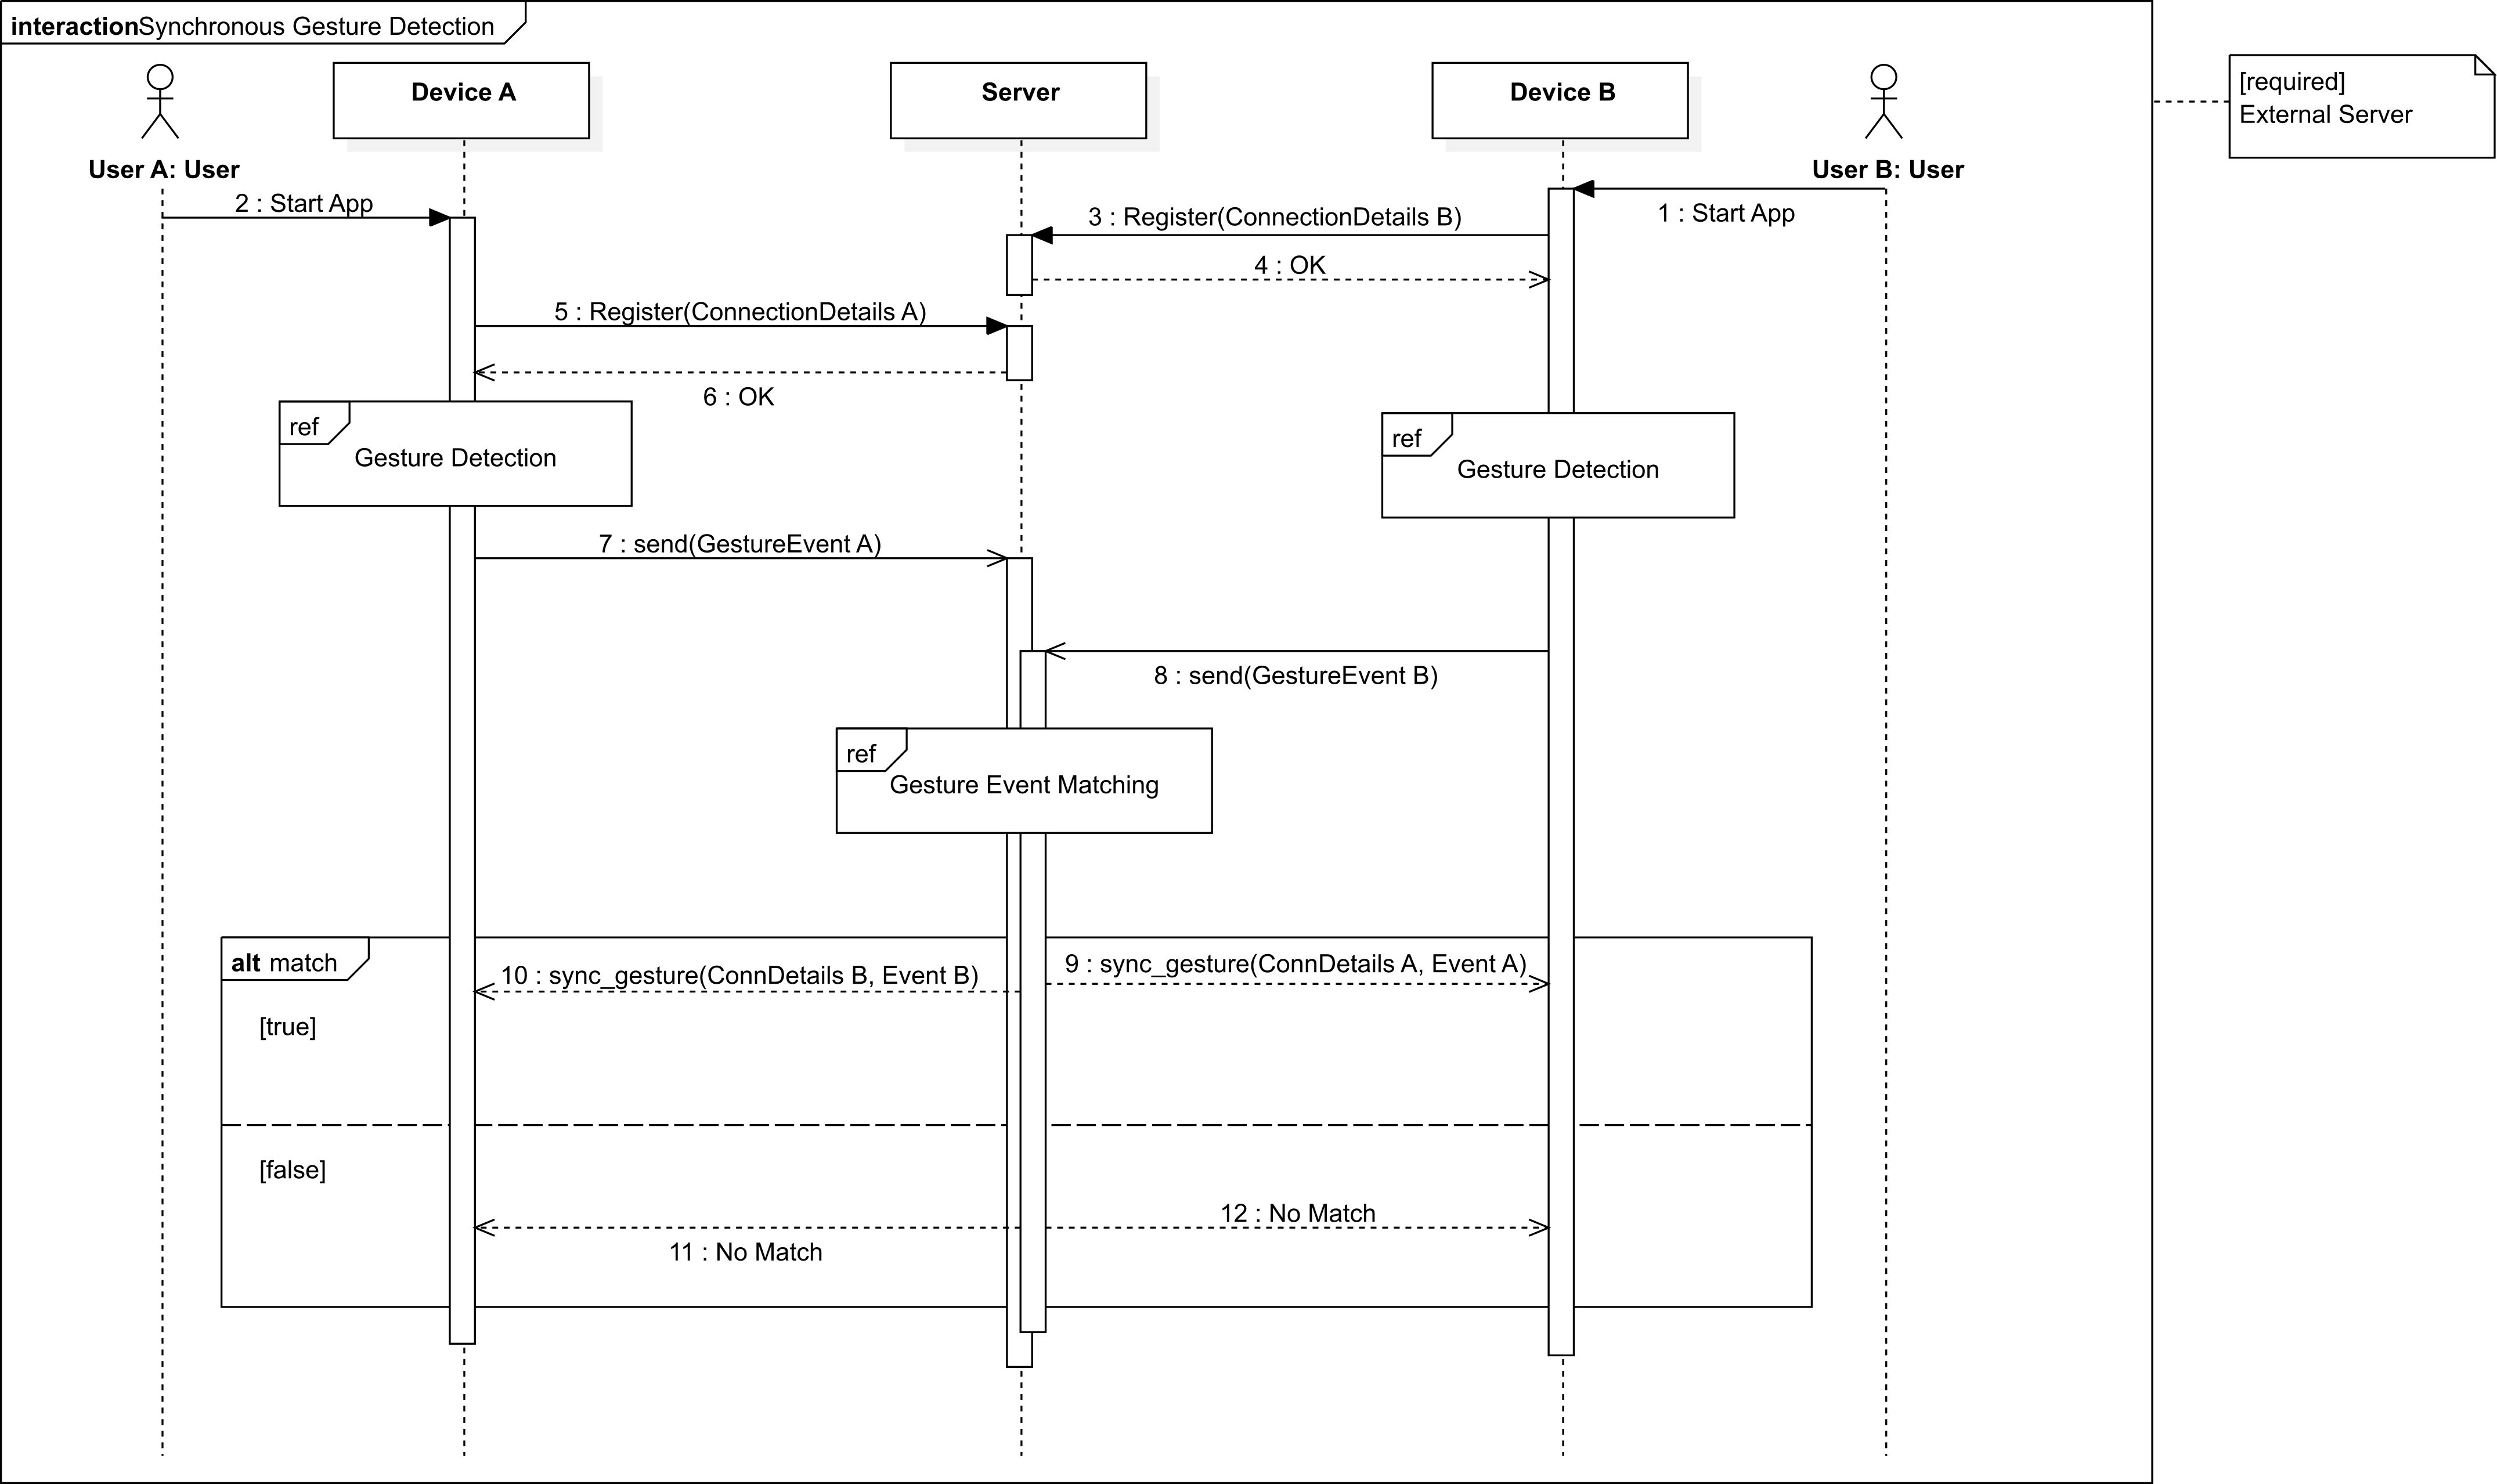 interactionSynchronous Gesture Detection
Device A
Server
Device B
[required]
External Server
User A: User
User B: User
2 : Start App
3 : Register(ConnectionDetails B)
1 : Start App
4 : OK
5 : Register(ConnectionDetails A)
6 : OK
ref
Gesture Detection
ref
Gesture Detection
7 : send(GestureEvent A)
8 : send(GestureEvent B)
ref
Gesture Event Matching
alt match
10 : sync_gesture(ConnDetails B, Event B)
9 : sync_gesture(ConnDetails A, Event A)
[true]
[false]
12 : No Match
11 : No Match